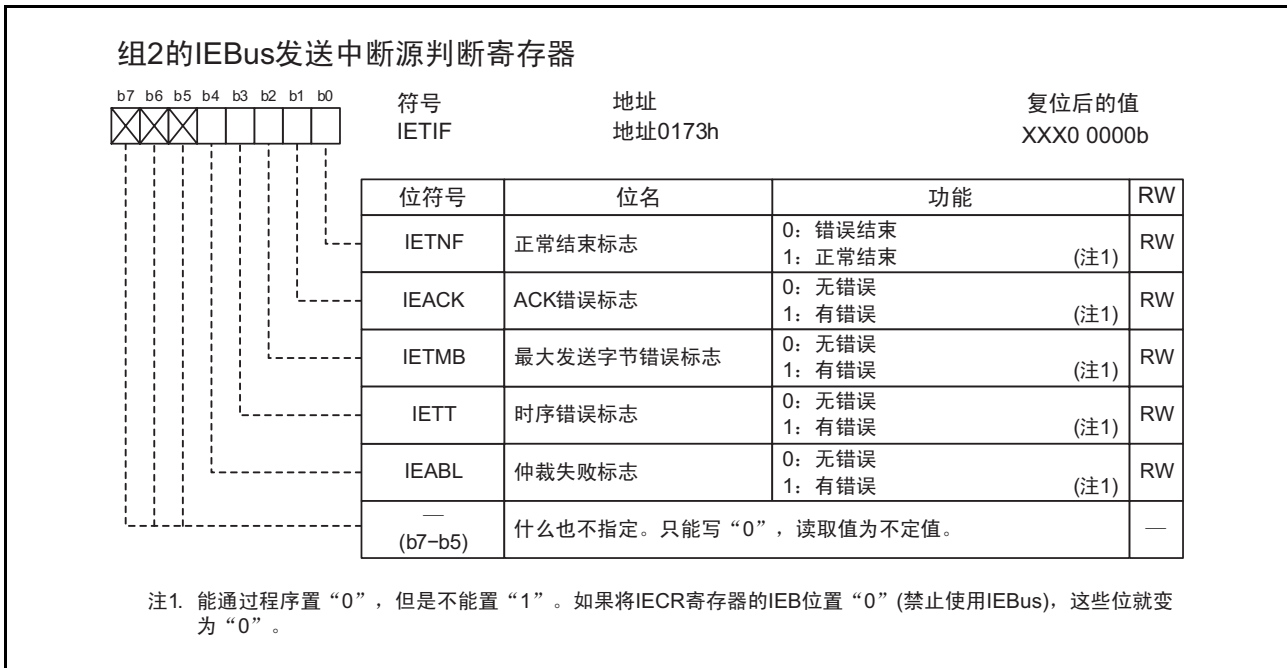 组2的IEBus发送中断源判断寄存器
b7 b6 b5 b4 b3 b2 b1 b0
符号 地址 复位后的值
IETIF 地址0173h XXX0 0000b
位符号 位名 功能 RW
IETNF 正常结束标志 0：错误结束
1：正常结束 (注1) RW
IEACK ACK错误标志 0：无错误
1：有错误 (注1) RW
IETMB 最大发送字节错误标志 0：无错误
1：有错误 (注1) RW
IETT 时序错误标志 0：无错误
1：有错误 (注1) RW
IEABL 仲裁失败标志 0：无错误
1：有错误 (注1) RW
—
(b7-b5) 什么也不指定。只能写“0”，读取值为不定值。 —
注1. 能通过程序置“0”，但是不能置“1”。如果将IECR寄存器的IEB位置“0”(禁止使用IEBus)，这些位就变
为“0”。